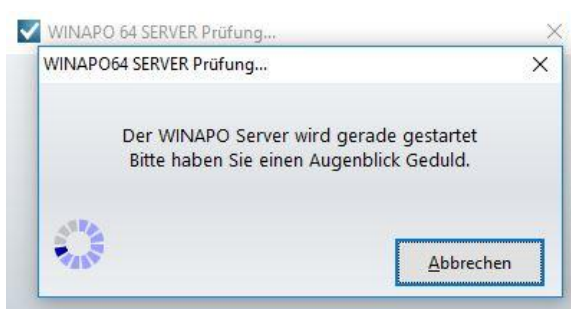 WINAPO 64 SERVER Prüfung...
WINAPO64 SERVER Prüfung...
Der WINAPO Server wird gerade gestartet
Bitte haben Sie einen Augenblick Geduld.
Abbrechen